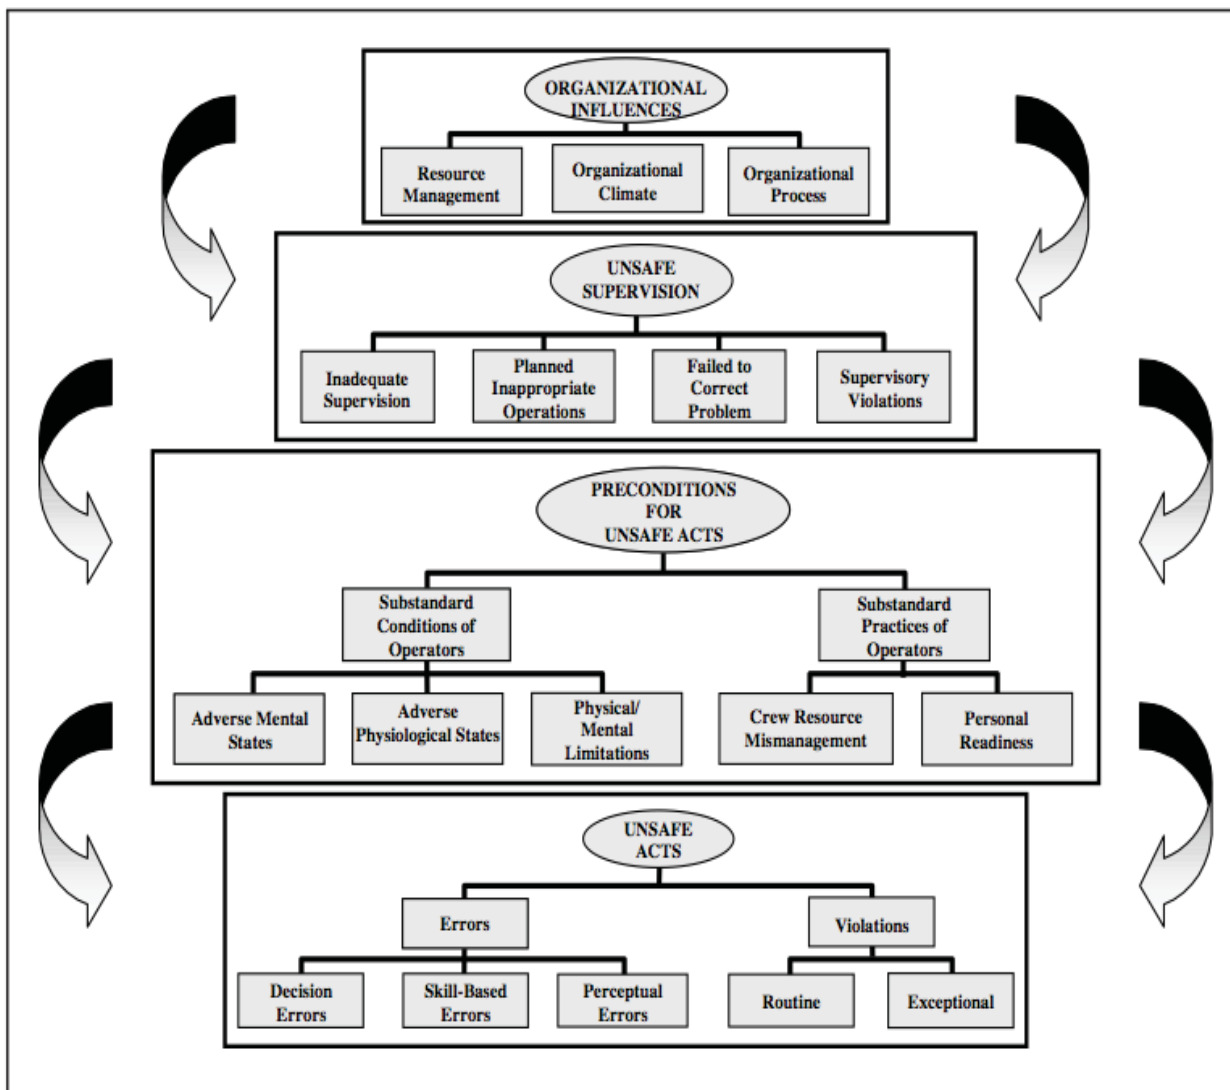 ORGANIZATIONAL
INFLUENCES
Resource
Management
Organizational
Climate
Organizational
Process
UNSAFE
SUPERVISION
Inadequate
Supervision
Planned
Inappropriate
Operations
Failed to
Correct
Problem
Supervisory
Violations
PRECONDITIONS
FOR
UNSAFE ACTS
Substandard
Conditions of
Operators
Substandard
Practices of
Operators
Adverse Mental
States
Adverse
Physiological States
Physical/
Mental
Limitations
Crew Resource
Mismanagement
Personal
Readiness
UNSAFE
ACTS
Errors
Violations
Decision
Errors
Skill-Based
Errors
Perceptual
Errors
Routine
Exceptional